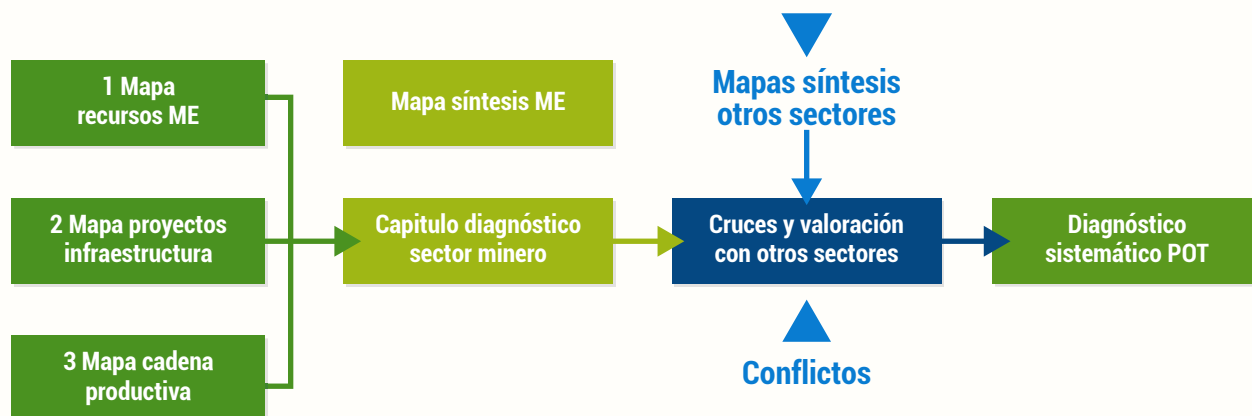 1 Mapa
recursos ME
2 Mapa proyectos
infraestructura
3 Mapa cadena
productiva
Mapa síntesis ME
Capitulo diagnóstico
sector minero
Mapas síntesis
otros sectores
Cruces y valoración
con otros sectores
Conflictos
Diagnóstico
sistemático POT